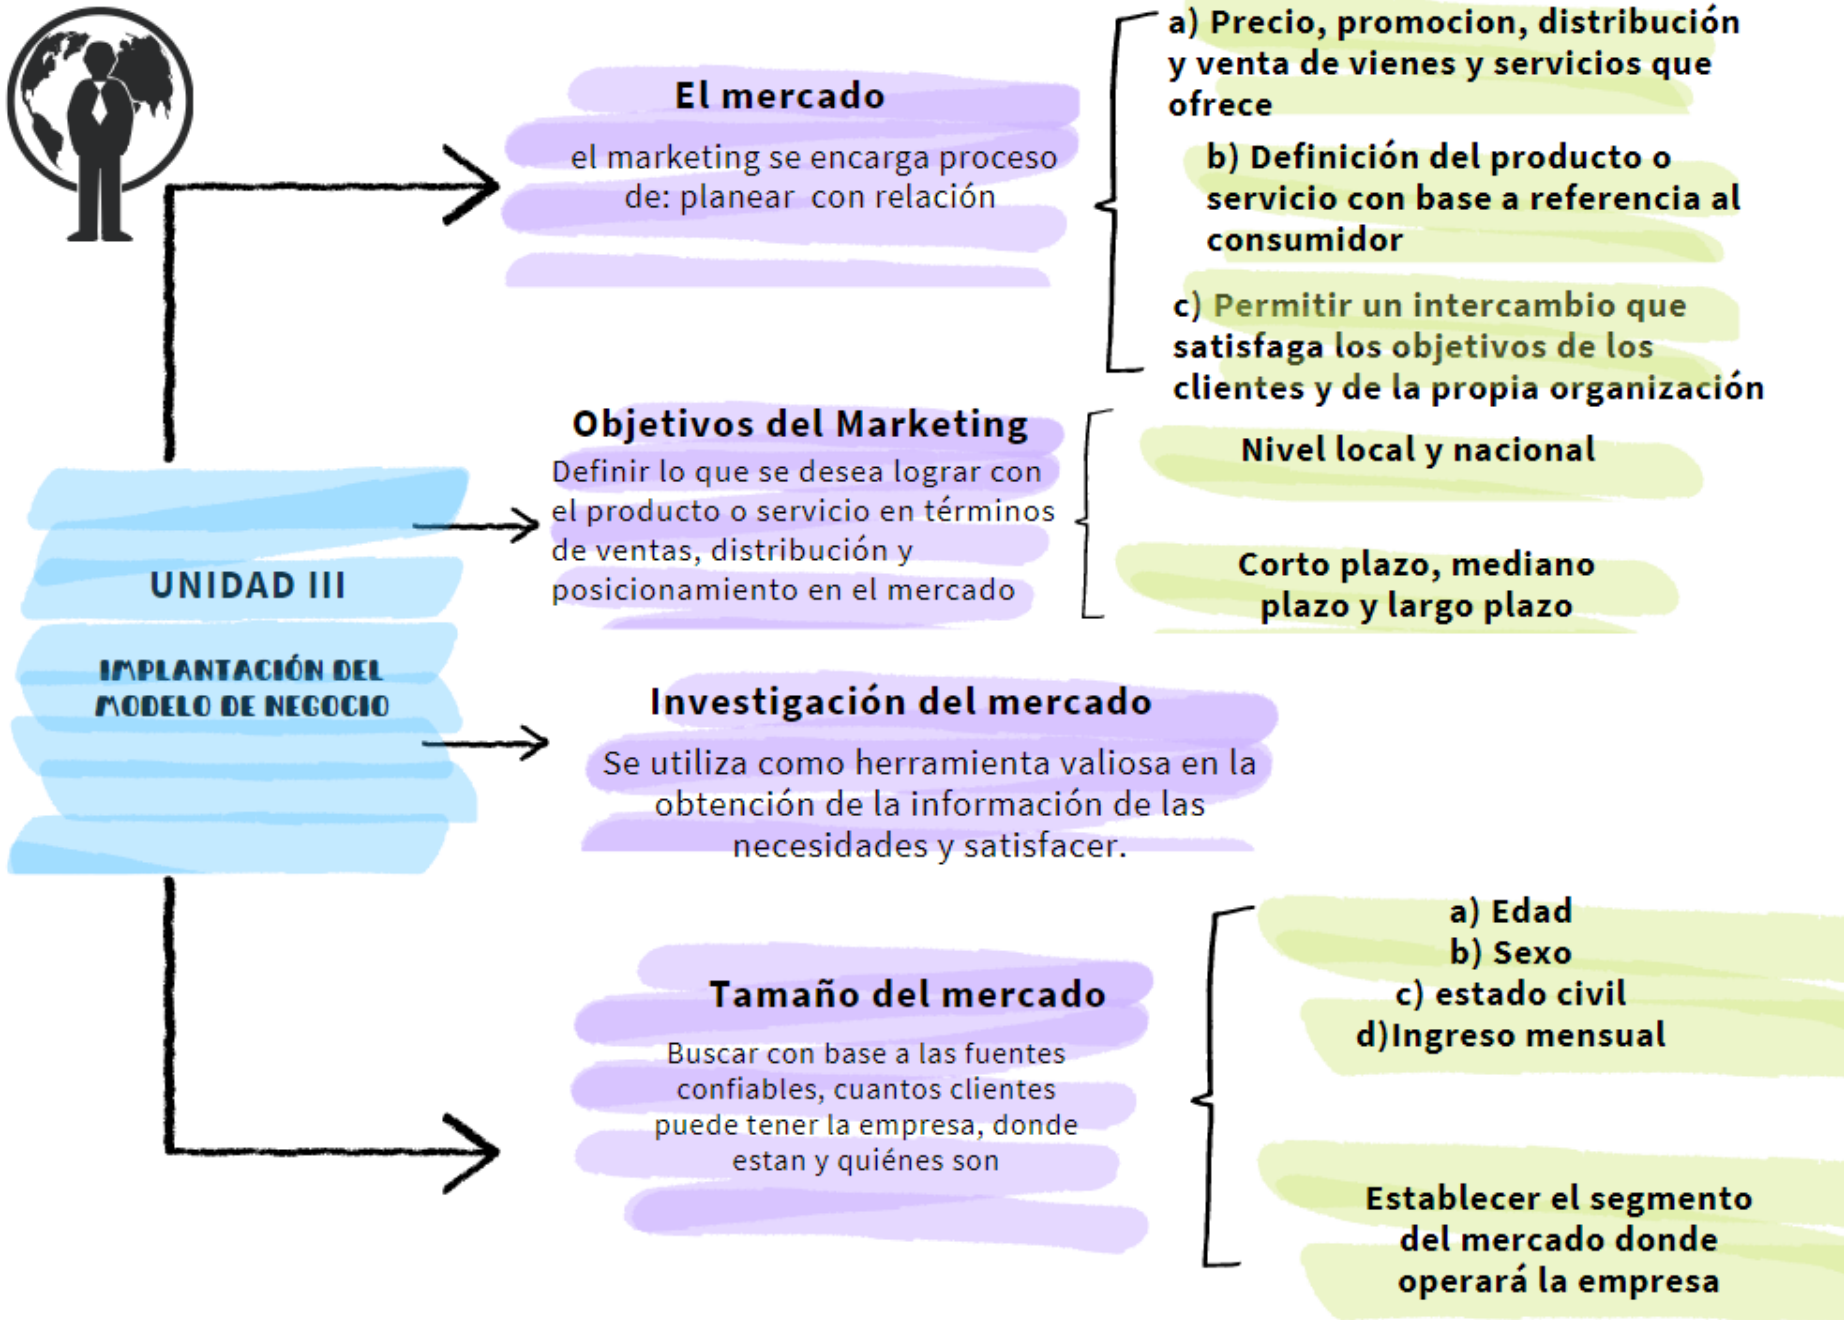 El mercado
el marketing se encarga proceso
de: planear con relación
a) Precio, promocion, distribución
y venta de vienes y servicios que
ofrece
b) Definición del producto o
servicio con base a referencia al
consumidor
c) Permitir un intercambio que
satisfaga los objetivos de los
clientes y de la propia organización
Objetivos del Marketing
Definir lo que se desea lograr con
el producto o servicio en términos
de ventas, distribución y
posicionamiento en el mercado
Nivel local y nacional
Corto plazo, mediano
plazo y largo plazo
UNIDAD III
IMPLANTACIÓN DEL
MODELO DE NEGOCIO
Investigación del mercado
Se utiliza como herramienta valiosa en la
obtención de la información de las
necesidades y satisfacer.
Tamaño del mercado
Buscar con base a las fuentes
confiables, cuantos clientes
puede tener la empresa, donde
estan y quiénes son
a) Edad
b) Sexo
c) estado civil
d)Ingreso mensual
Establecer el segmento
del mercado donde
operará la empresa